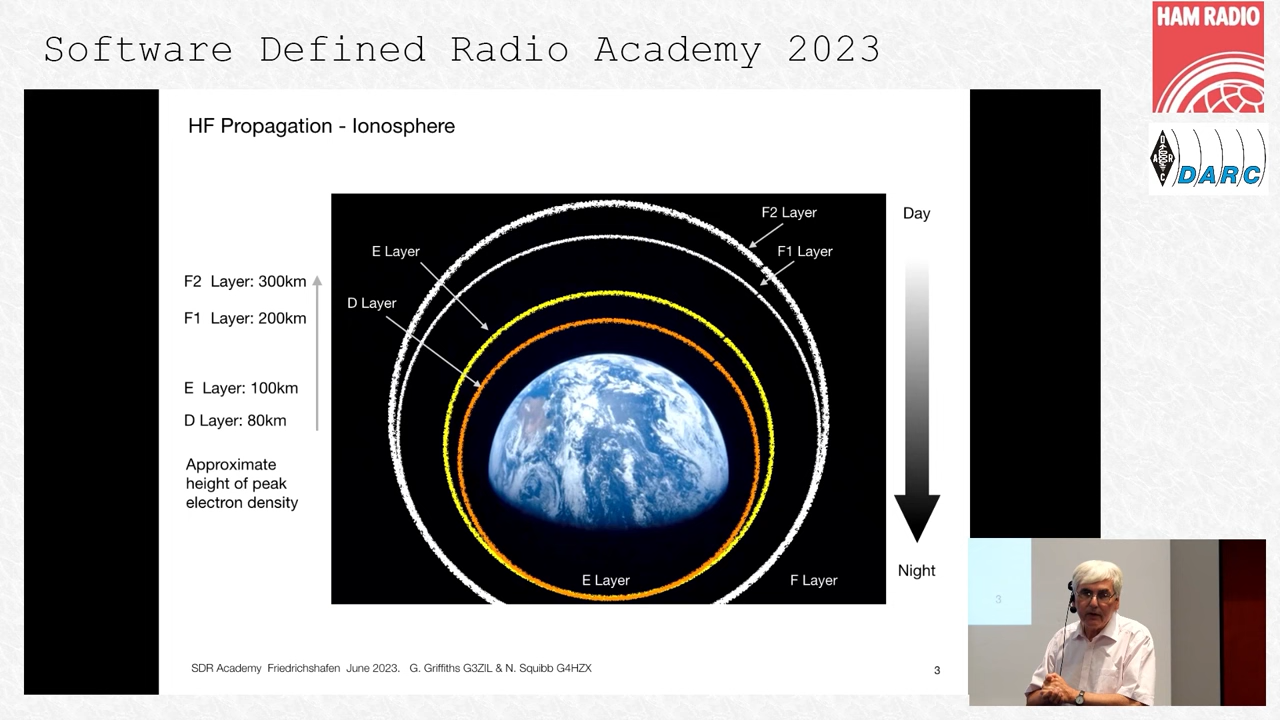 Software Defined Radio Academy 2023
HAM RADIO
DARC
HF Propagation - Ionosphere
F2 Layer
Day
E Layer
F1 Layer
D Layer
F2 Layer: 300km
F1 Layer: 200km
E Layer: 100km
D Layer: 80km
Approximate
height of peak
electron density
Night
E Layer
F Layer
3
SDR Academy Friedrichshafen June 2023. G. Griffiths G3ZIL & N. Squibb G4HZX
3